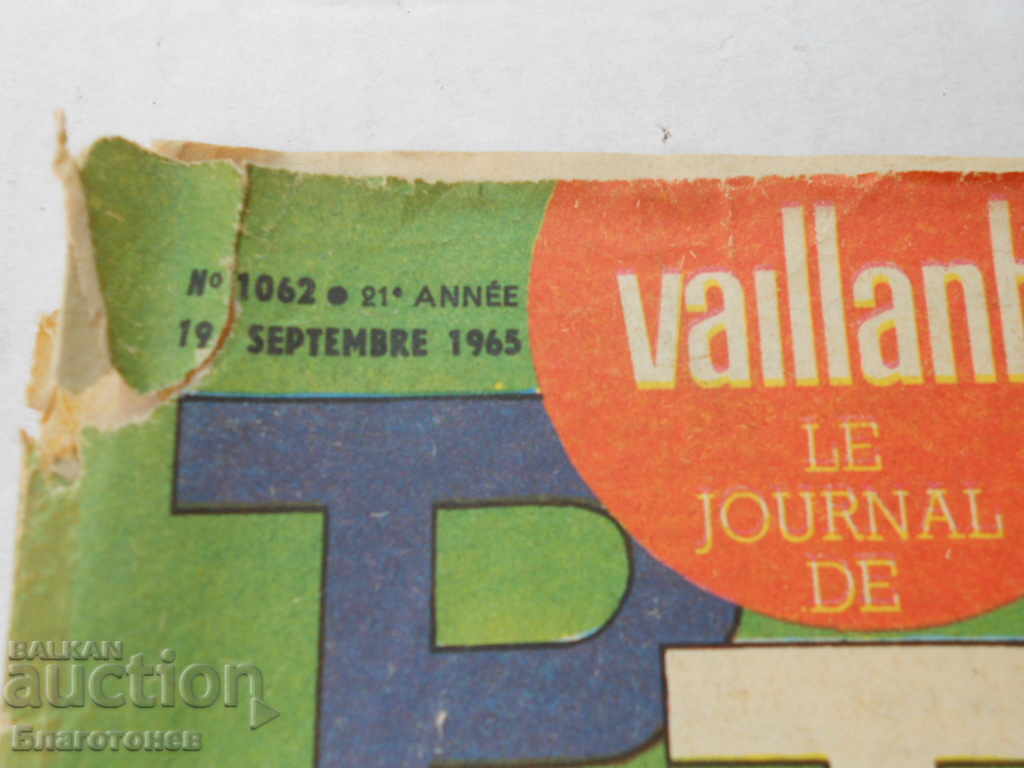 No 1062 • 21e ANNÉE
19 SEPTEMBRE 1965
vaillant
LE
JOURNAL
DE
P
BALKAN
auction
Благотонев